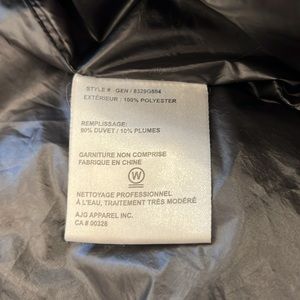 STYLE # GEN / 8329G884
EXTÉRIEUR : 100% POLYESTER
REMPLISSAGE:
90% DUVET / 10% PLUMES
GARNITURE NON COMPRISE
FABRIQUE EN CHINE
W
NETTOYAGE PROFESSIONNEL
À L'EAU, TRAITEMENT TRÈS MODÉRÉ
AJG APPAREL INC.
CA # 00328